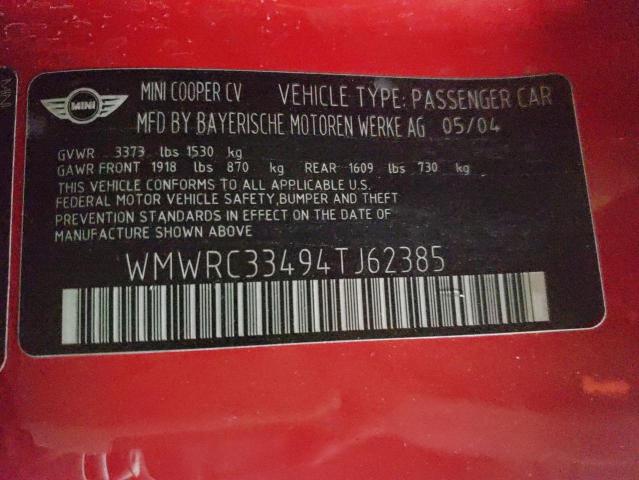 MINI
MINI COOPER CV VEHICLE TYPE: PASSENGER CAR
MFD BY BAYERISCHE MOTOREN WERKE AG 05/04
GVWR 3373 lbs 1530 kg
GAWR FRONT 1918 lbs 870 kg REAR 1609 lbs 730 kg
THIS VEHICLE CONFORMS TO ALL APPLICABLE U.S.
FEDERAL MOTOR VEHICLE SAFETY,BUMPER AND THEFT
PREVENTION STANDARDS IN EFFECT ON THE DATE OF
MANUFACTURE SHOWN ABOVE
WMWRC33494TJ62385